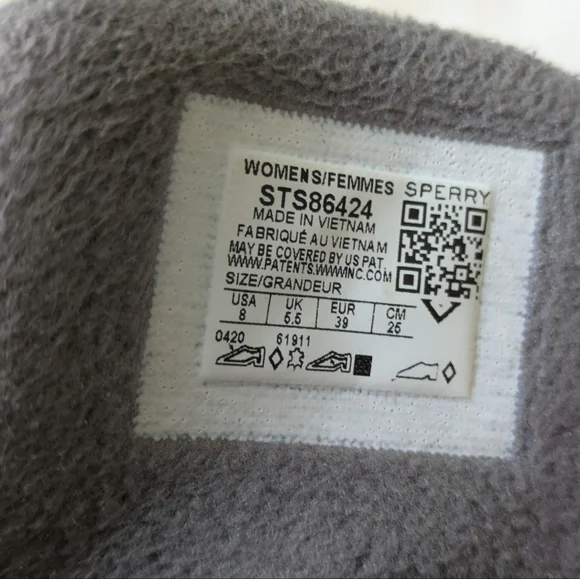 WOMENS/FEMMES SPERRY
STS86424
MADE IN VIETNAM
FABRIQUÉ AU VIETNAM
MAY BE COVERED BY US PAT.
WWW.PATENTS.WWWINC.COM
SIZE/GRANDEUR
USA UK EUR CM
8 5.5 39 25
0420 61911